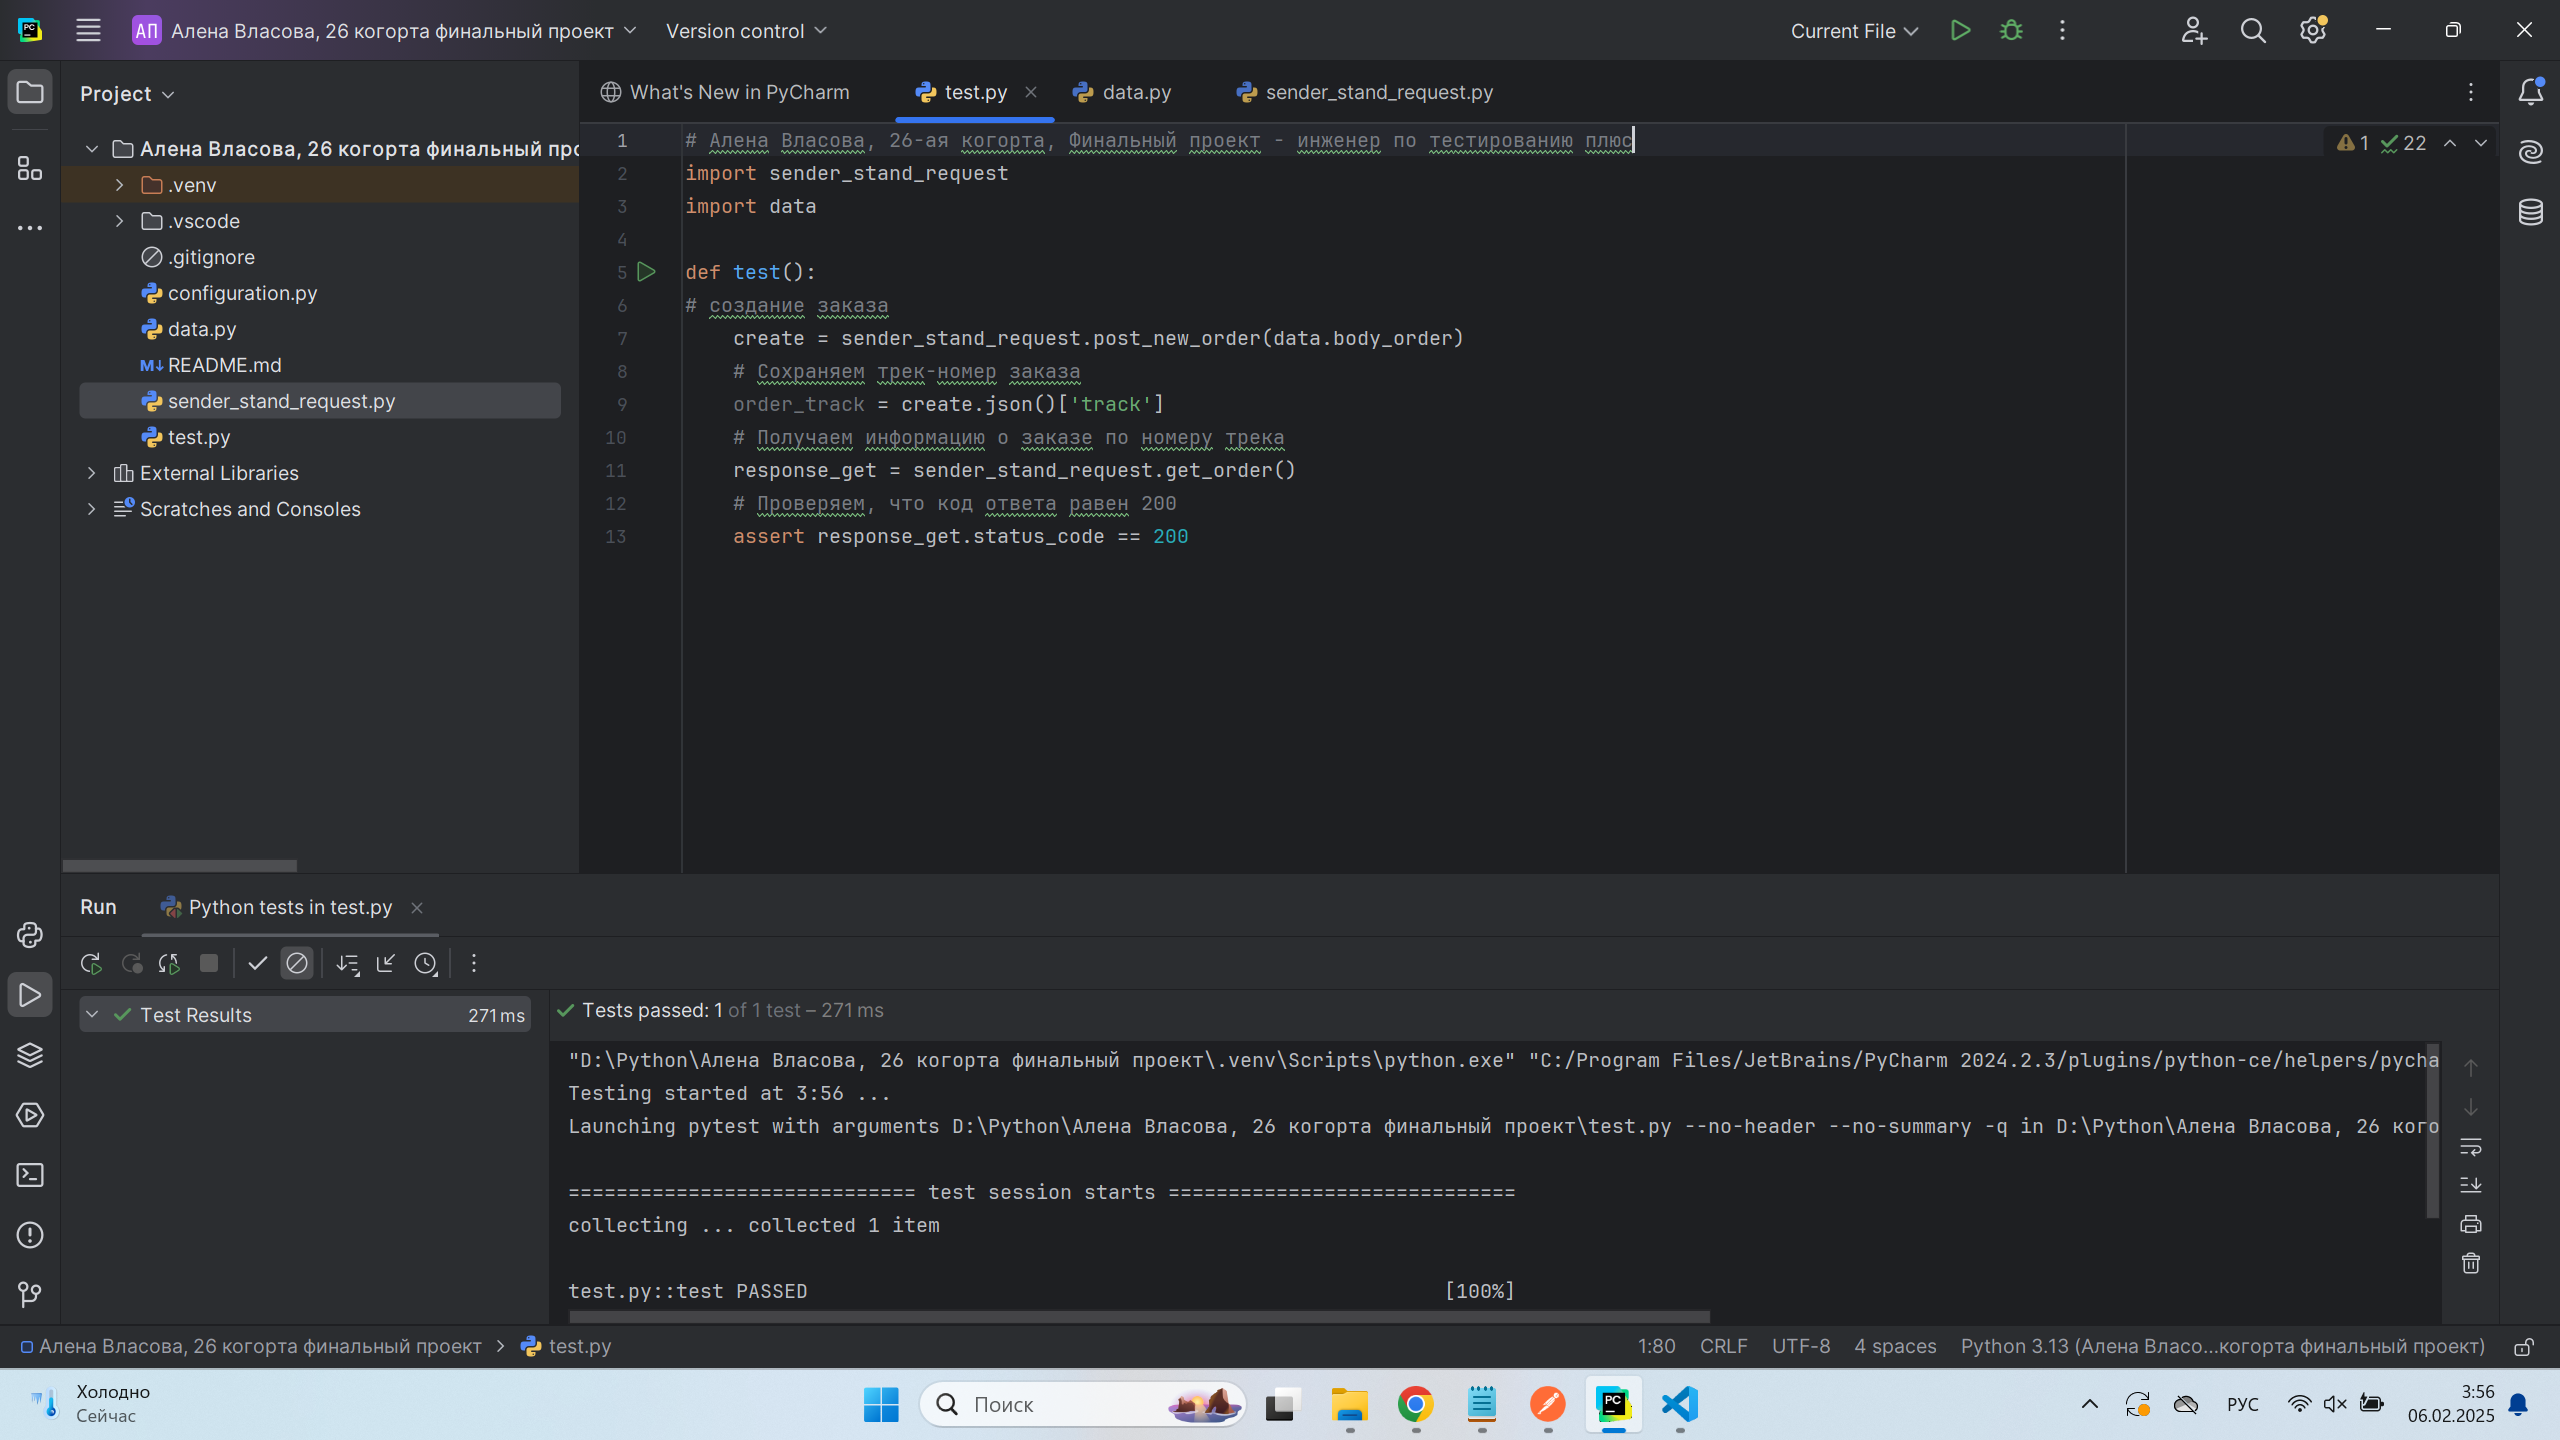 PC
АП Алена Власова, 26 когорта финальный проект
Version control
Current File
Project
Алена Власова, 26 когорта финальный про
.venv
.vscode
.gitignore
configuration.py
data.py
README.md
sender_stand_request.py
test.py
External Libraries
Scratches and Consoles
What's New in PyCharm
test.py
data.py
sender_stand_request.py
1 # Алена Власова, 26-ая когорта, Финальный проект - инженер по тестированию плюс
1 22
2 import sender_stand_request
3 import data
4
5 def test():
6 # создание заказа
7 create = sender_stand_request.post_new_order(data.body_order)
8 # Сохраняем трек-номер заказа
9 order_track = create.json()['track']
10 # Получаем информацию о заказе по номеру трека
11 response_get = sender_stand_request.get_order()
12 # Проверяем, что код ответа равен 200
13 assert response_get.status_code == 200
Run
Python tests in test.py
Test Results 271 ms
Tests passed: 1 of 1 test – 271 ms
"D:\Python\Алена Власова, 26 когорта финальный проект\.venv\Scripts\python.exe" "C:/Program Files/JetBrains/PyCharm 2024.2.3/plugins/python-ce/helpers/pycha
Testing started at 3:56 ...
Launching pytest with arguments D:\Python\Алена Власова, 26 когорта финальный проект\test.py --no-header --no-summary -q in D:\Python\Алена Власова, 26 кого
============================= test session starts =============================
collecting ... collected 1 item
test.py::test PASSED [100%]
Алена Власова, 26 когорта финальный проект > test.py
1:80 CRLF UTF-8 4 spaces Python 3.13 (Алена Власо...когорта финальный проект)
Холодно
Сейчас
Поиск
PC
РУС
3:56
06.02.2025